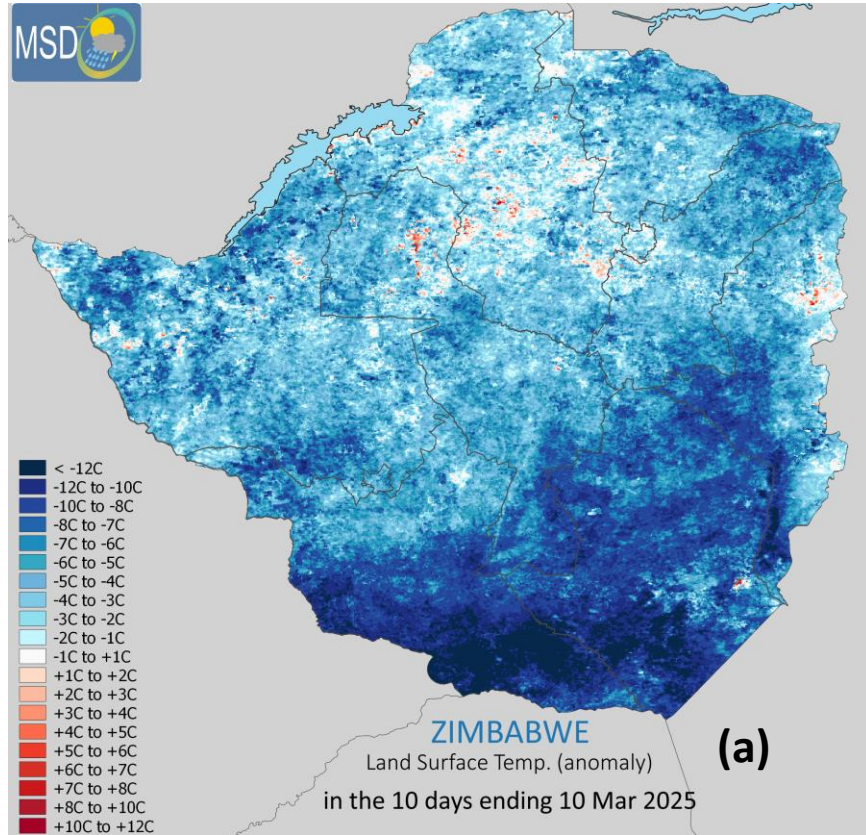 MSD
< -12C
-12C to -10C
-10C to -8C
-8C to -7C
-7C to -6C
-6C to -5C
-5C to -4C
-4C to -3C
-3C to -2C
-2C to -1C
-1C to +1C
+1C to +2C
+2C to +3C
+3C to +4C
+4C to +5C
+5C to +6C
+6C to +7C
+7C to +8C
+8C to +10C
+10C to +12C
ZIMBABWE
Land Surface Temp. (anomaly)
in the 10 days ending 10 Mar 2025
(a)